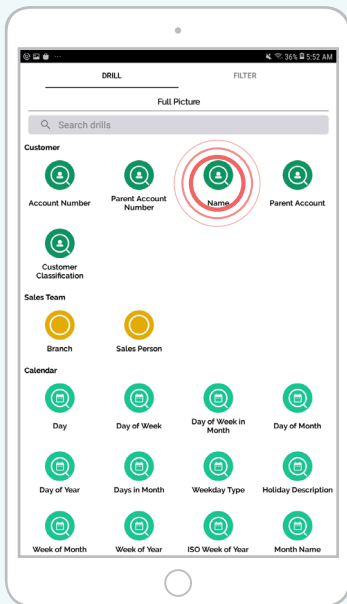 36% 5:52 AM
DRILL FILTER
Full Picture
Search drills
Customer
Account Number
Parent Account
Number
Name
Parent Account
Customer
Classification
Sales Team
Branch
Sales Person
Calendar
Day
Day of Week
Day of Week in
Month
Day of Month
Day of Year
Days in Month
Weekday Type
Holiday Description
Week of Month
Week of Year
ISO Week of Year
Month Name